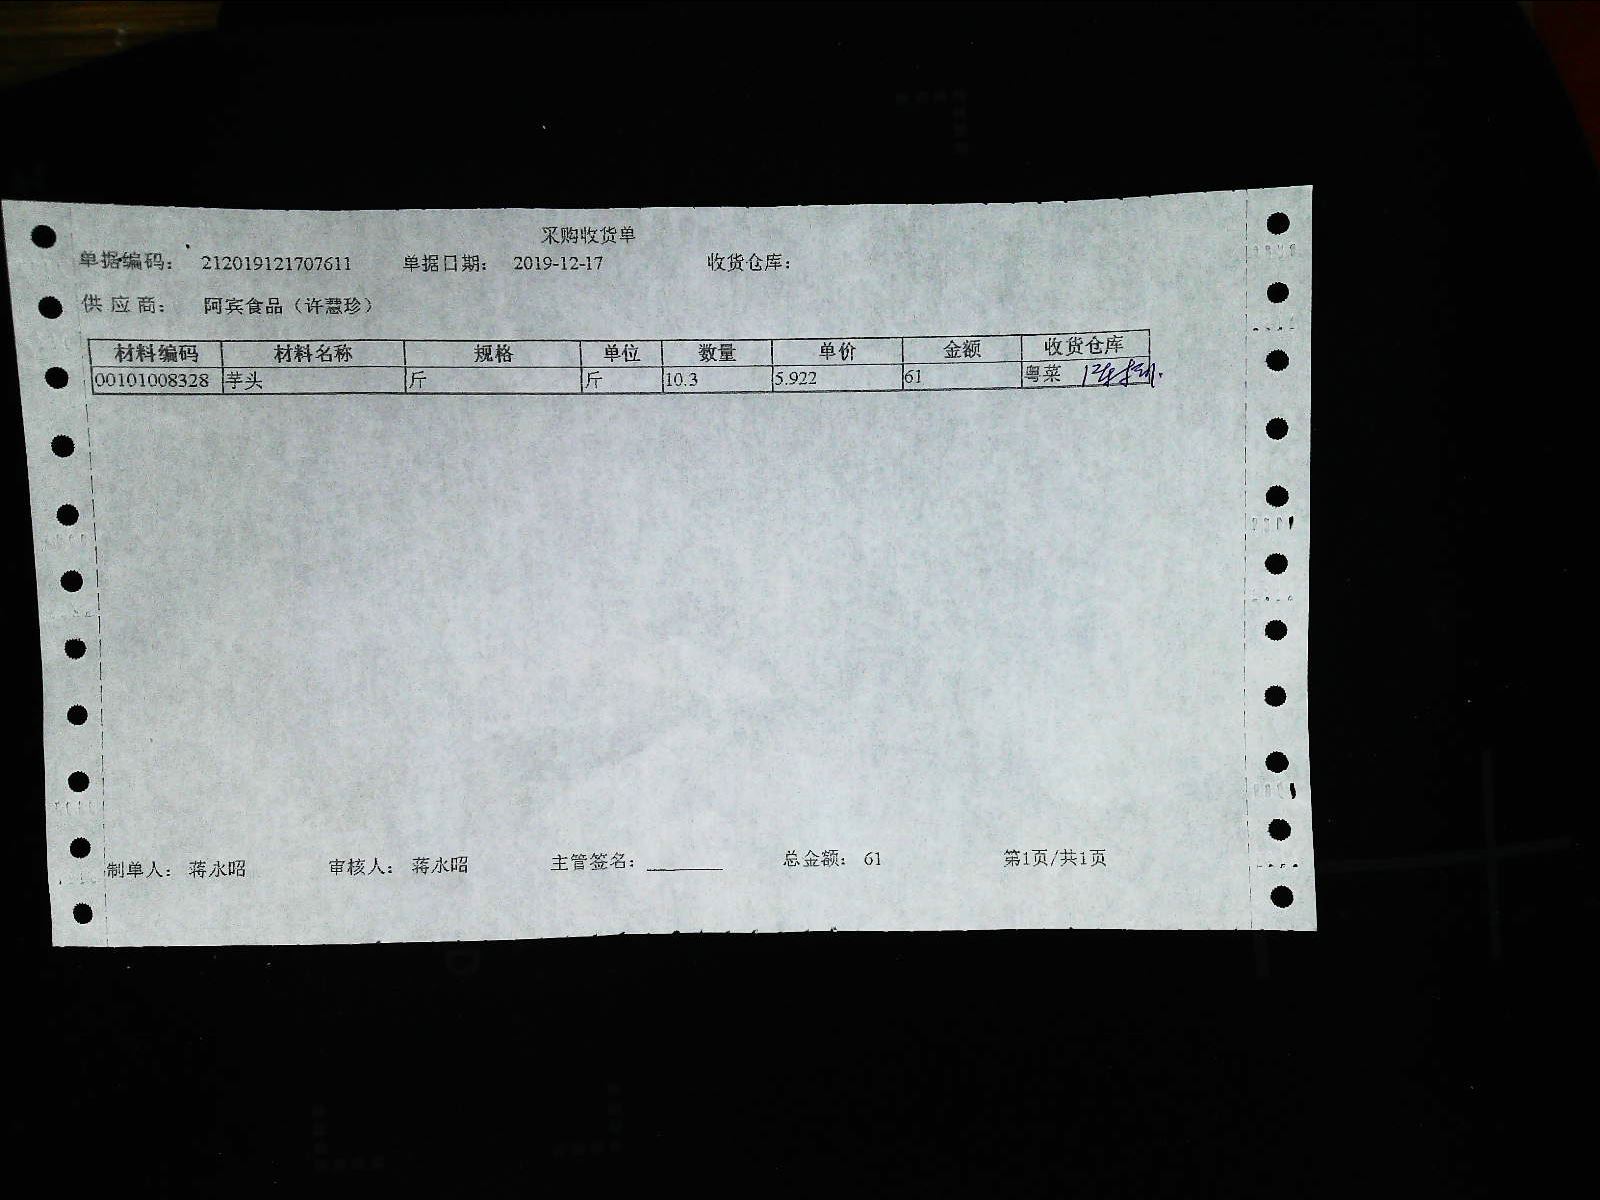 采购收货单
单据编码： 212019121707611 单据日期： 2019-12-17 收货仓库：
供应商： 阿宾食品（许慧珍）
材料编码 材料名称 规格 单位 数量 单价 金额 收货仓库
00101008328 芋头 斤 斤 10.3 5.922 61 粤菜
制单人： 蒋永昭 审核人： 蒋永昭 主管签名： 总金额： 61 第1页/共1页